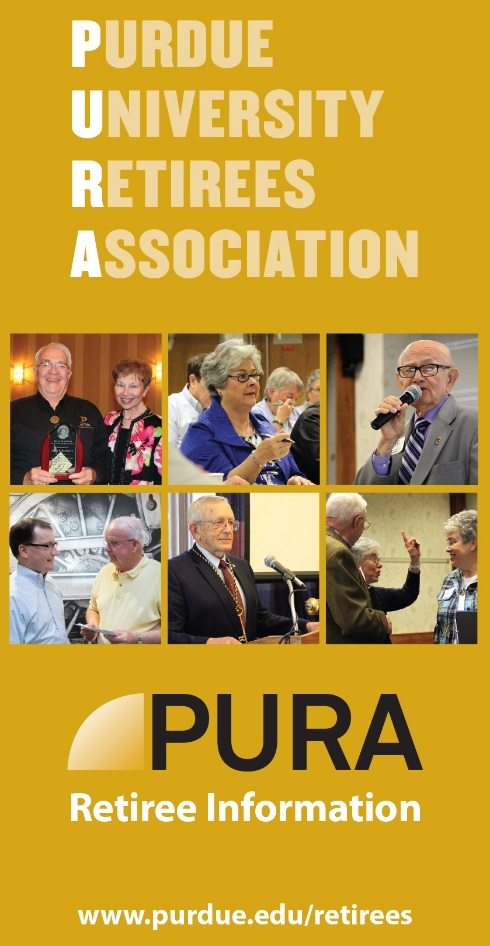 PURDUE
UNIVERSITY
RETIREES
ASSOCIATION
PURA
Retiree Information
www.purdue.edu/retirees